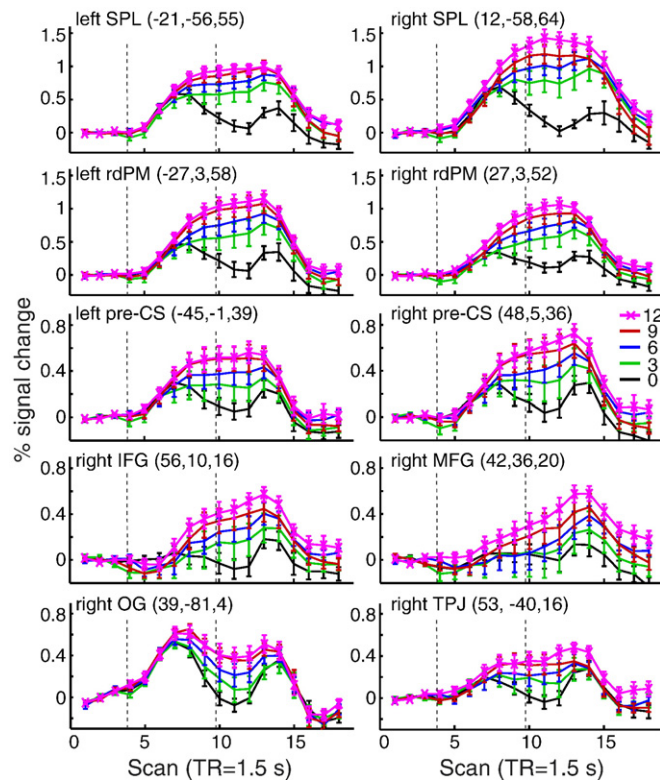 left SPL (-21,-56,55)
right SPL (12,-58,64)
1.5
1
0.5
0
1.5
1
0.5
0
left rdPM (-27,3,58)
right rdPM (27,3,52)
1.5
1
0.5
0
1.5
1
0.5
0
left pre-CS (-45,-1,39)
right pre-CS (48,5,36)
0.8
0.4
0
0.8
0.4
0
12
9
6
3
0
% signal change
right IFG (56,10,16)
right MFG (42,36,20)
0.8
0.4
0
0.8
0.4
0
right OG (39,-81,4)
right TPJ (53, -40,16)
0.8
0.4
0
0.8
0.4
0
0 5 10 15
0 5 10 15
Scan (TR=1.5 s)
Scan (TR=1.5 s)